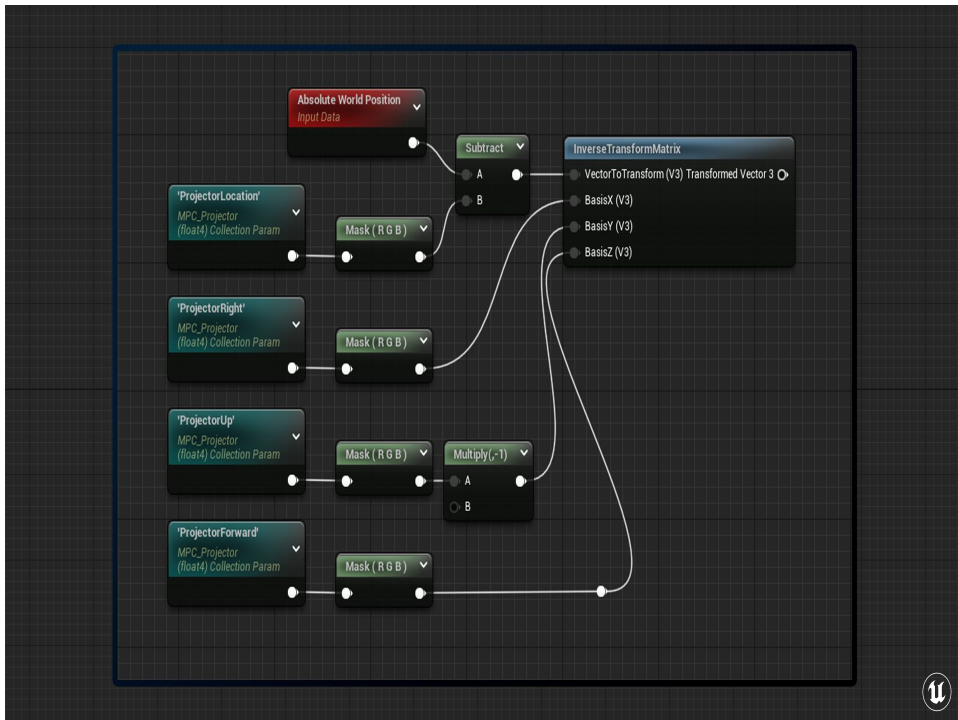 Absolute World Position
Input Data
Subtract
A
B
InverseTransformMatrix
VectorToTransform (V3) Transformed Vector 3
BasisX (V3)
BasisY (V3)
BasisZ (V3)
'ProjectorLocation'
MPC_Projector
(float4) Collection Param
Mask ( R G B )
'ProjectorRight'
MPC_Projector
(float4) Collection Param
Mask ( R G B )
'ProjectorUp'
MPC_Projector
(float4) Collection Param
Mask ( R G B )
Multiply(,-1)
A
B
'ProjectorForward'
MPC_Projector
(float4) Collection Param
Mask ( R G B )